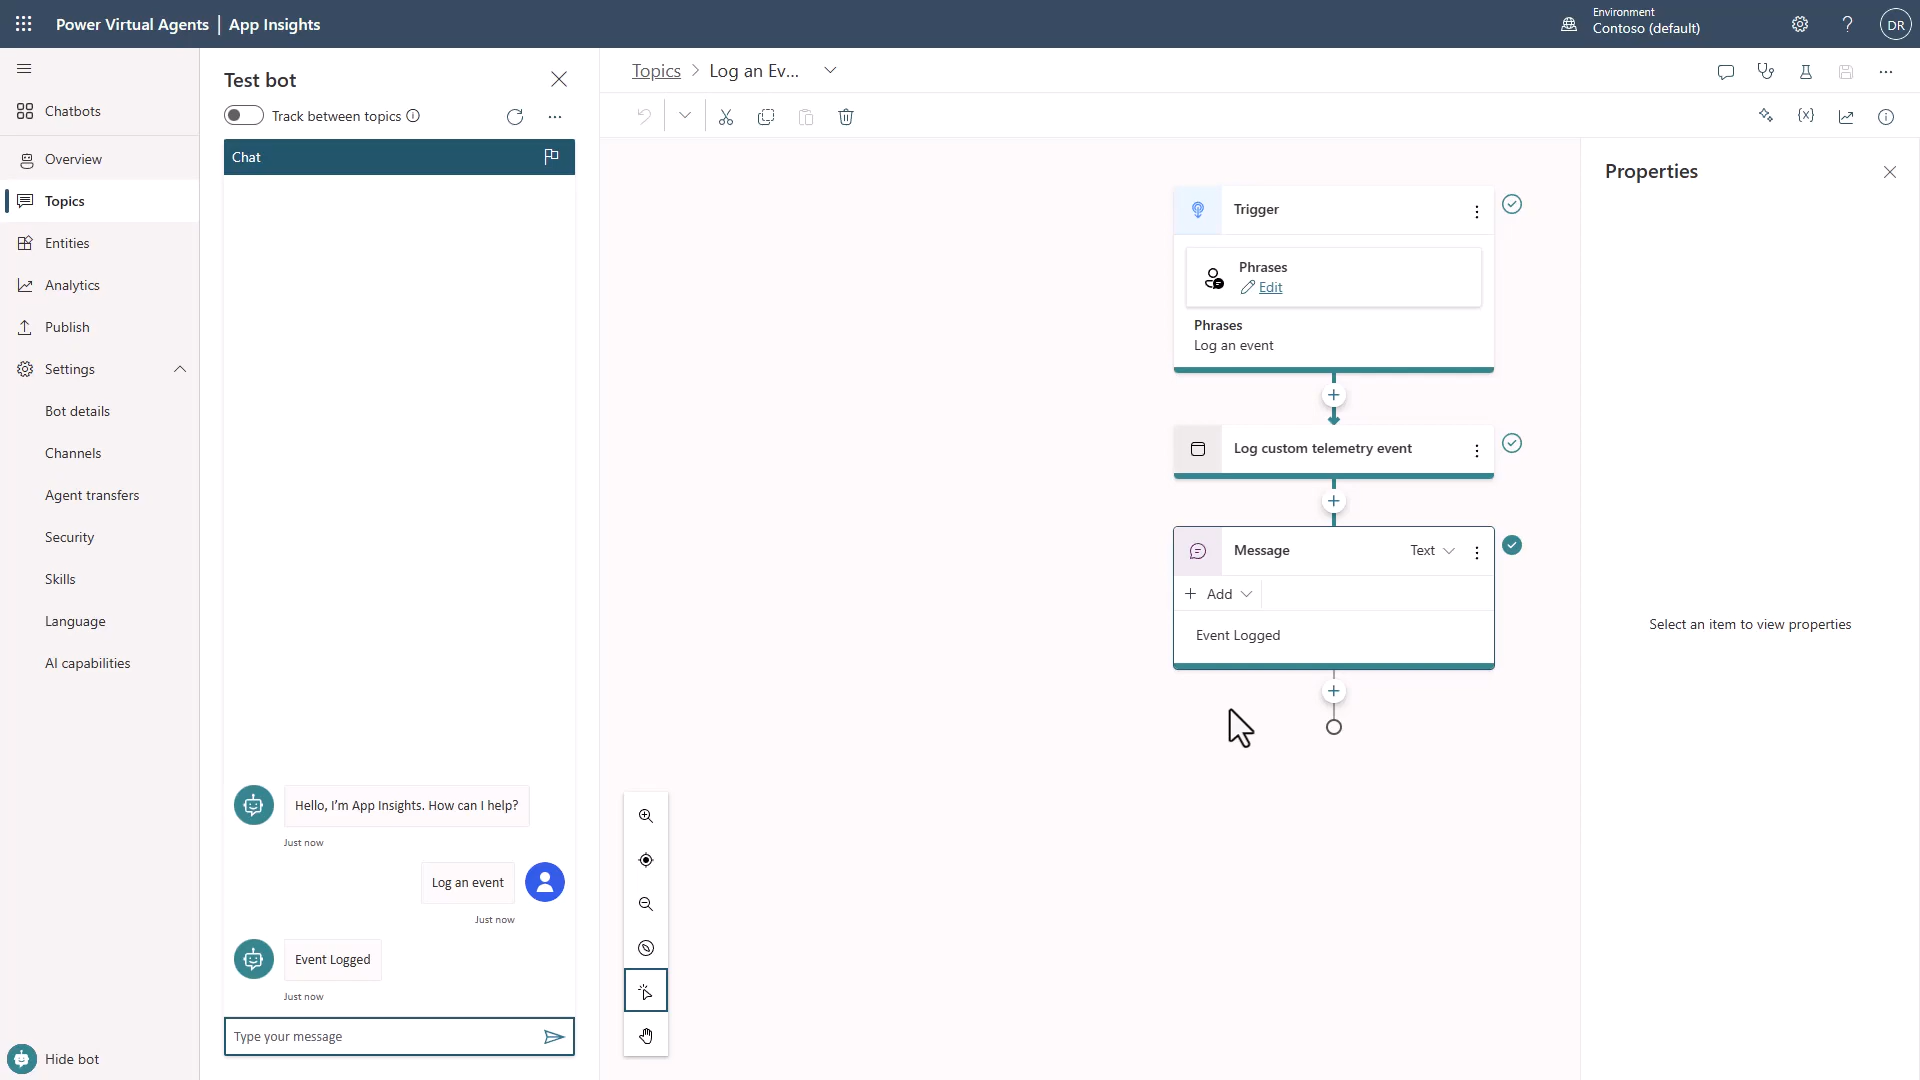 Power Virtual Agents | App Insights
Environment
Contoso (default)
DR
Chatbots
Overview
Topics
Entities
Analytics
Publish
Settings
Bot details
Channels
Agent transfers
Security
Skills
Language
AI capabilities
Hide bot
Test bot
Track between topics
Chat
Hello, I'm App Insights. How can I help?
Just now
Log an event
Just now
Event Logged
Just now
Type your message
Topics > Log an Ev...
Trigger
Phrases
Edit
Phrases
Log an event
Log custom telemetry event
Message Text
Add
Event Logged
Properties
Select an item to view properties